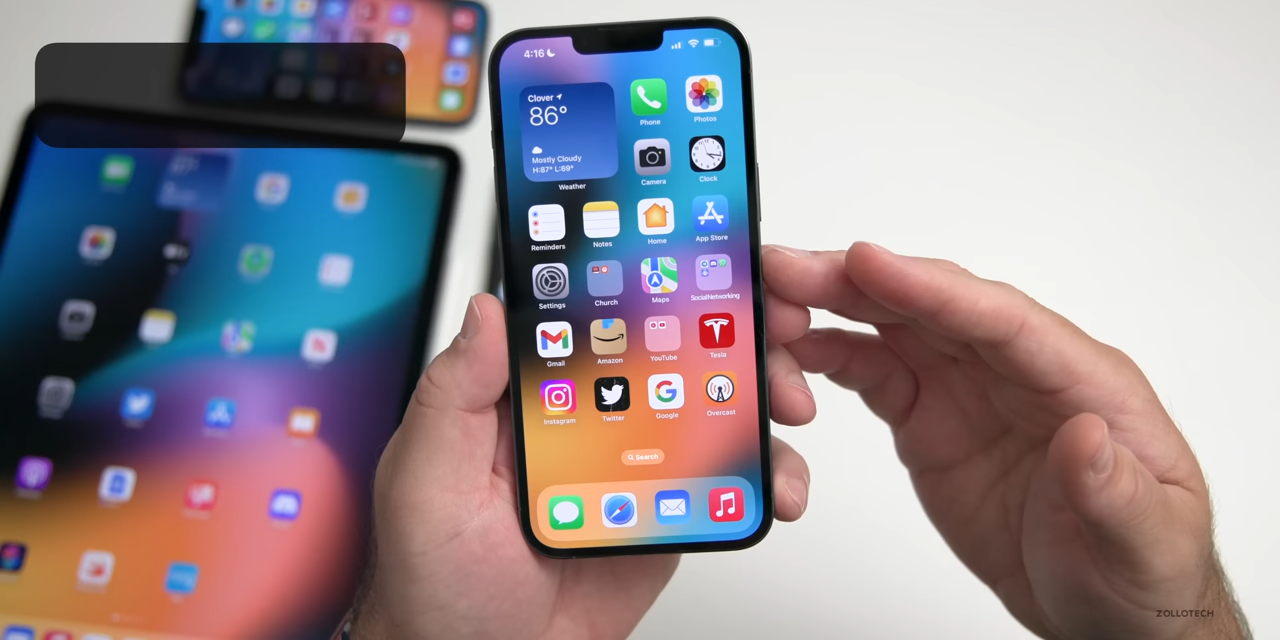 4:16
Clover
86°
Mostly Cloudy
H:87° L:69°
Weather
Phone
Photos
Camera
Clock
Reminders
Notes
Home
App Store
Settings
Church
Maps
SocialNetworking
Gmail
Amazon
YouTube
Tesla
Instagram
Twitter
Google
Overcast
Search
ZOLLOTECH